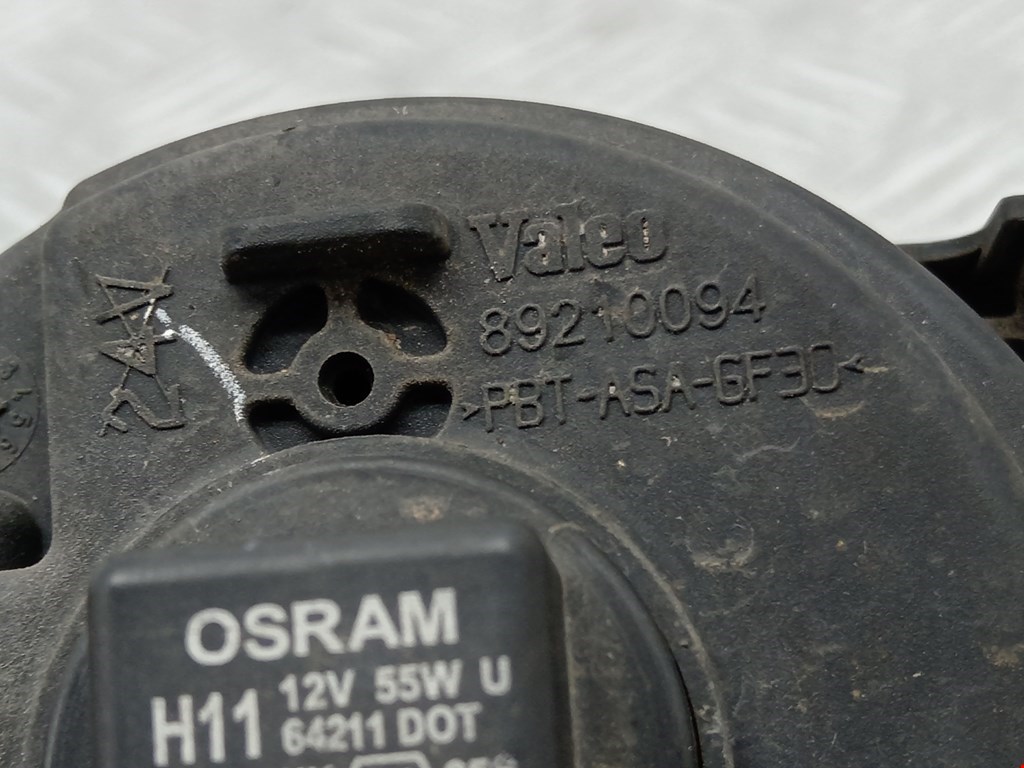 Valeo
89210094
>PBT-ASA-GF30<
OSRAM
12V 55W U
H11 64211 DOT